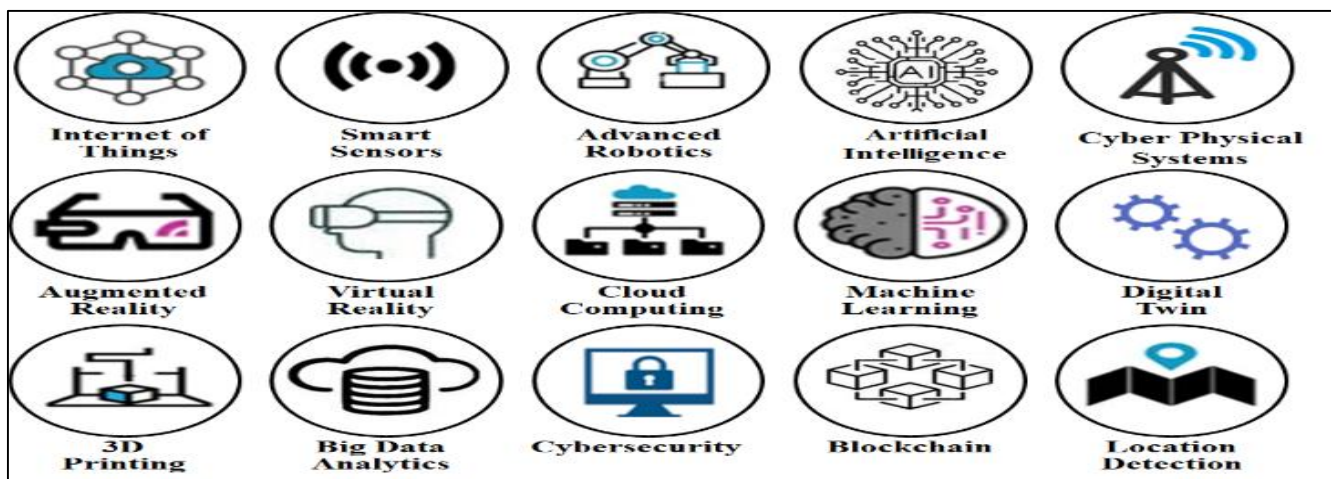 AI
Internet of
Things
Smart
Sensors
Advanced
Robotics
Artificial
Intelligence
Cyber Physical
Systems
Augmented
Reality
Virtual
Reality
Cloud
Computing
Machine
Learning
Digital
Twin
3D
Printing
Big Data
Analytics
Cybersecurity
Blockchain
Location
Detection